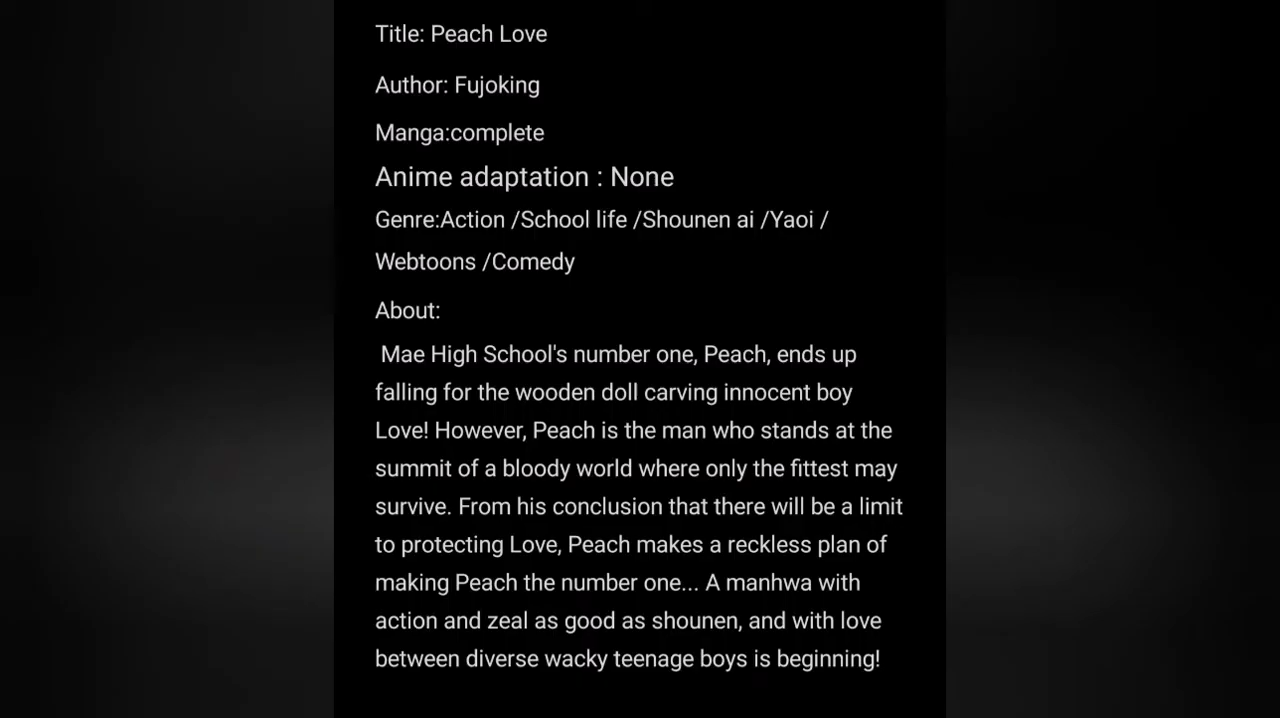 Title: Peach Love
Author: Fujoking
Manga:complete
Anime adaptation : None
Genre:Action /School life /Shounen ai /Yaoi /
Webtoons /Comedy
About:
Mae High School's number one, Peach, ends up
falling for the wooden doll carving innocent boy
Love! However, Peach is the man who stands at the
summit of a bloody world where only the fittest may
survive. From his conclusion that there will be a limit
to protecting Love, Peach makes a reckless plan of
making Peach the number one... A manhwa with
action and zeal as good as shounen, and with love
between diverse wacky teenage boys is beginning!